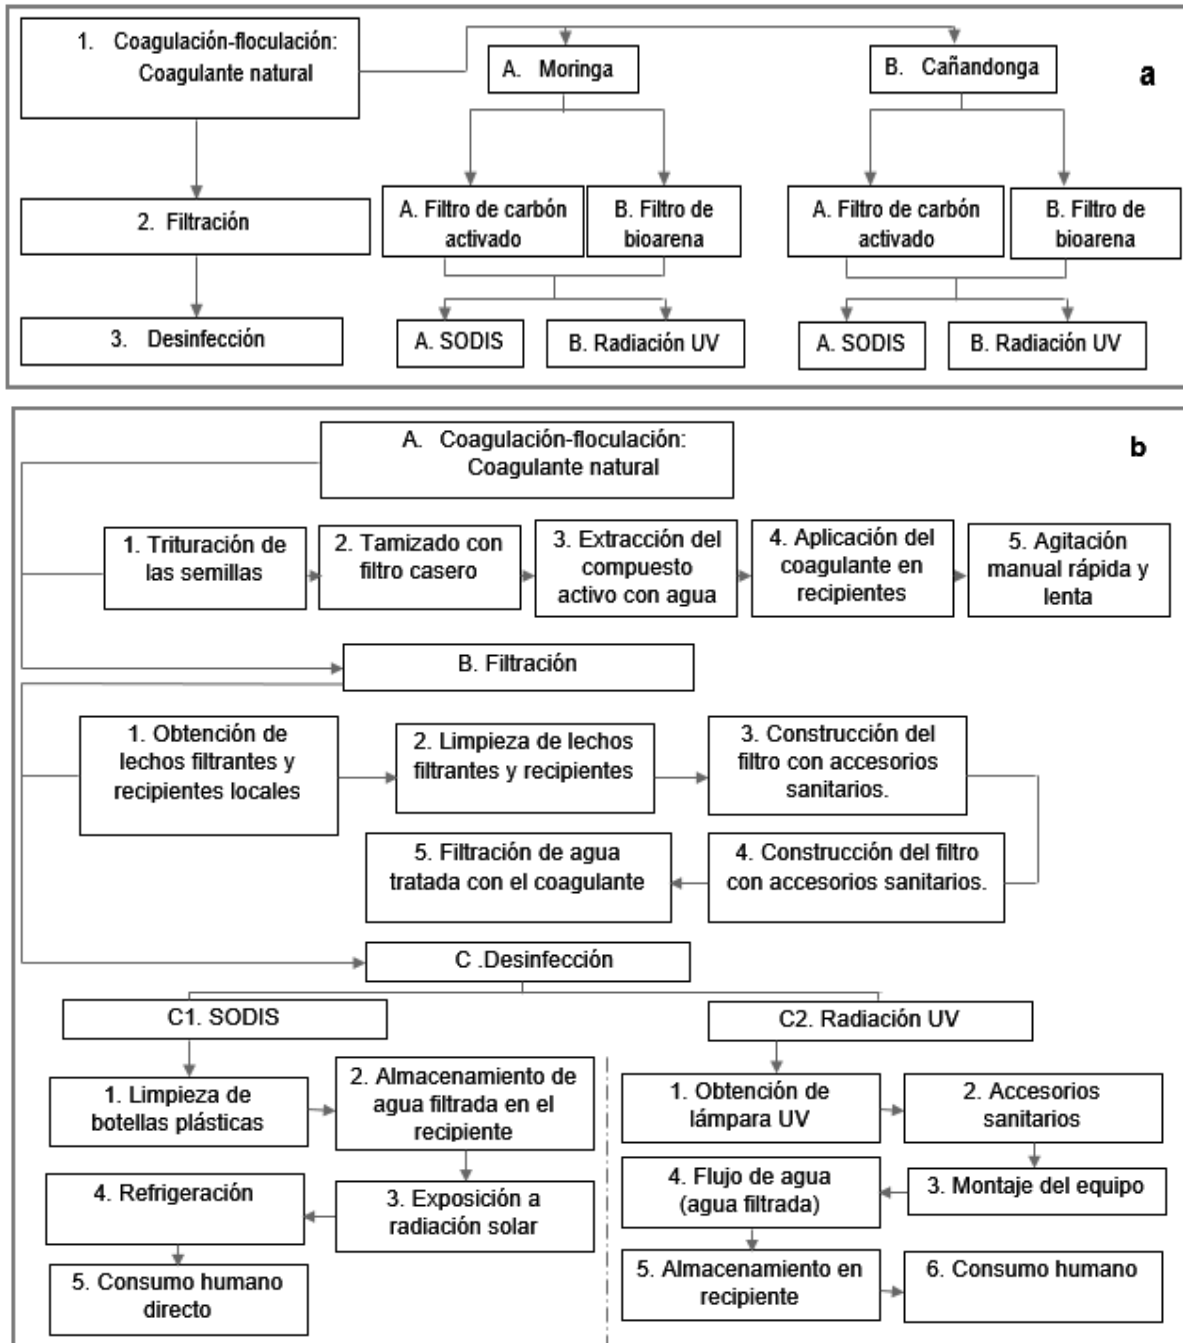 1. Coagulación-floculación:
Coagulante natural
A. Moringa
B. Cañandonga
a
2. Filtración
A. Filtro de carbón
activado
B. Filtro de
bioarena
A. Filtro de carbón
activado
B. Filtro de
bioarena
3. Desinfección
A. SODIS
B. Radiación UV
A. SODIS
B. Radiación UV
b
A. Coagulación-floculación:
Coagulante natural
1. Trituración de
las semillas
2. Tamizado con
filtro casero
3. Extracción del
compuesto
activo con agua
4. Aplicación del
coagulante en
recipientes
5. Agitación
manual rápida y
lenta
B. Filtración
1. Obtención de
lechos filtrantes y
recipientes locales
2. Limpieza de lechos
filtrantes y recipientes
3. Construcción del
filtro con accesorios
sanitarios.
4. Construcción del filtro
con accesorios sanitarios.
5. Filtración de agua
tratada con el coagulante
C .Desinfección
C1. SODIS
C2. Radiación UV
1. Limpieza de
botellas plásticas
2. Almacenamiento de
agua filtrada en el
recipiente
3. Exposición a
radiación solar
4. Refrigeración
5. Consumo humano
directo
1. Obtención de
lámpara UV
2. Accesorios
sanitarios
3. Montaje del equipo
4. Flujo de agua
(agua filtrada)
5. Almacenamiento en
recipiente
6. Consumo humano